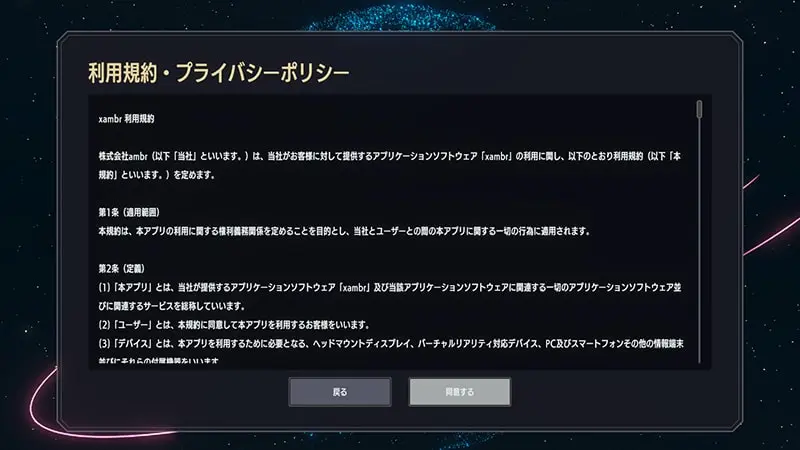 利用規約・プライバシーポリシー
xambr 利用規約
株式会社ambr（以下「当社」といいます。）は、当社がお客様に対して提供するアプリケーションソフトウェア「xambr」の利用に関し、以下のとおり利用規約（以下「本
規約」といいます。）を定めます。
第1条（適用範囲）
本規約は、本アプリの利用に関する権利義務関係を定めることを目的とし、当社とユーザーとの間の本アプリに関する一切の行為に適用されます。
第2条（定義）
(1)「本アプリ」とは、当社が提供するアプリケーションソフトウェア「xambr」及び当該アプリケーションソフトウェアに関連する一切のアプリケーションソフトウェア並
びに関連するサービスを総称していいます。
(2)「ユーザー」とは、本規約に同意して本アプリを利用するお客様をいいます。
(3)「デバイス」とは、本アプリを利用するために必要となる、ヘッドマウントディスプレイ、バーチャルリアリティ対応デバイス、PC及びスマートフォンその他の情報端末
並びにそれらの付属機器をいいます。
戻る
同意する